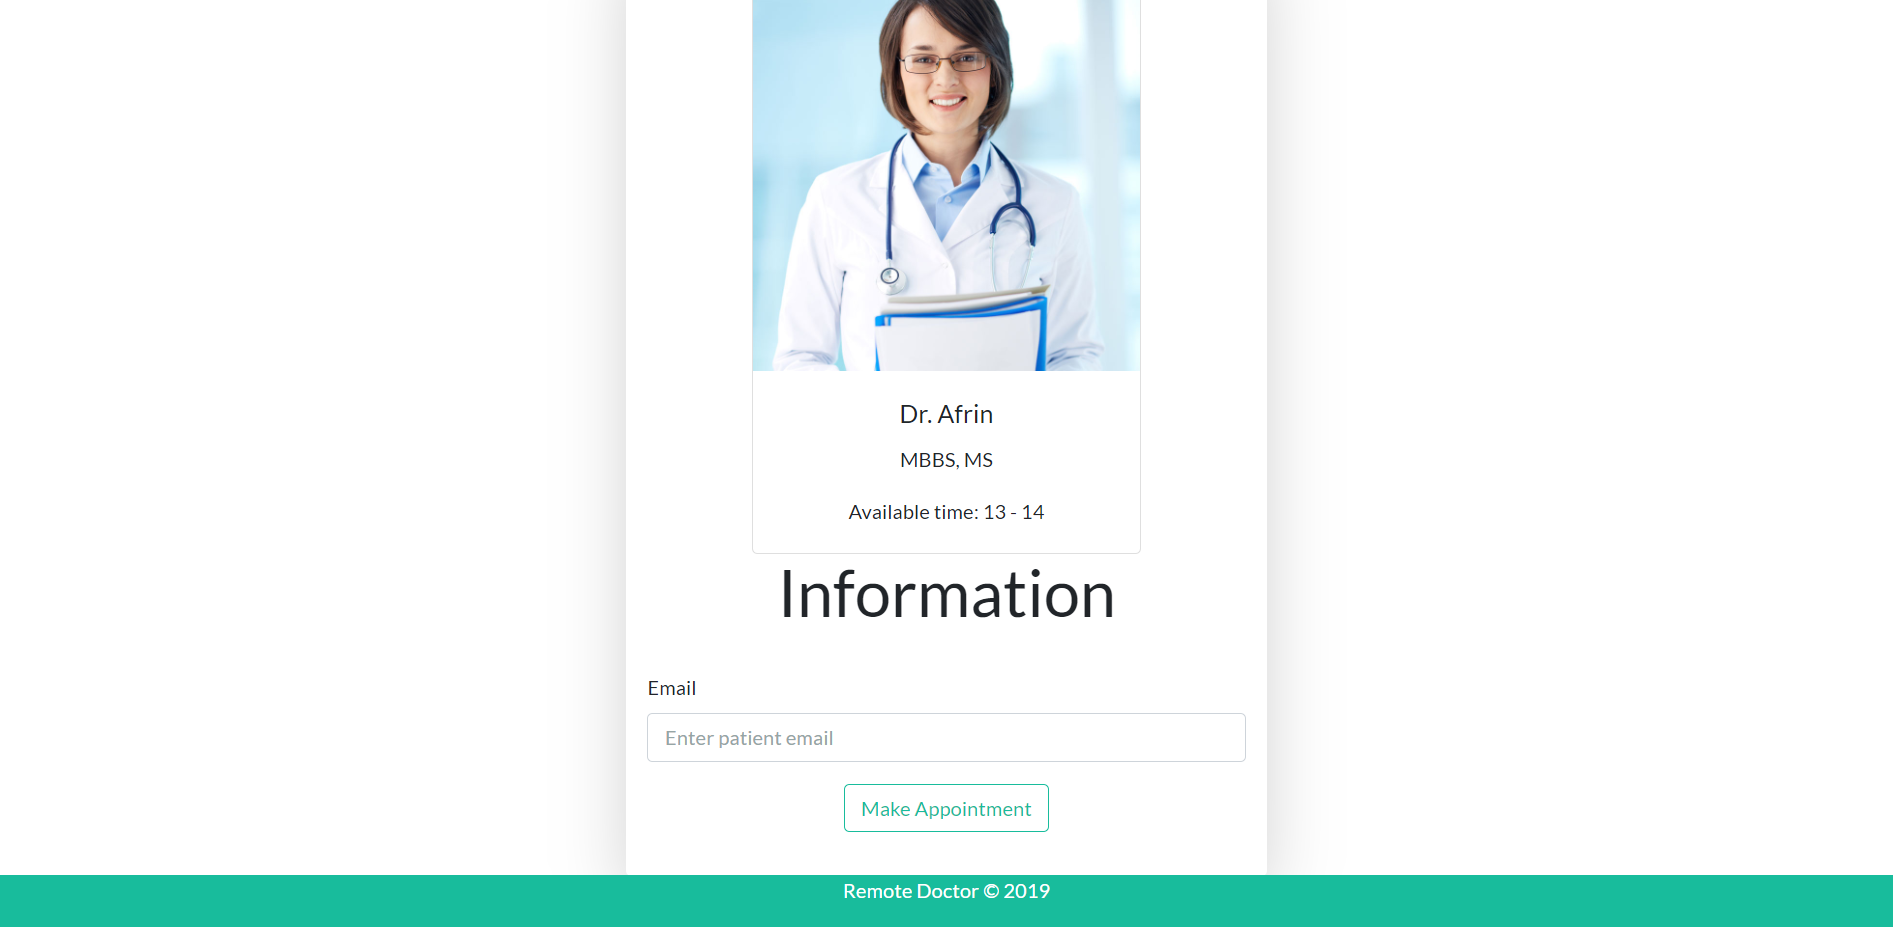 Dr. Afrin
MBBS, MS
Available time: 13 - 14
Information
Email
Enter patient email
Make Appointment
Remote Doctor © 2019